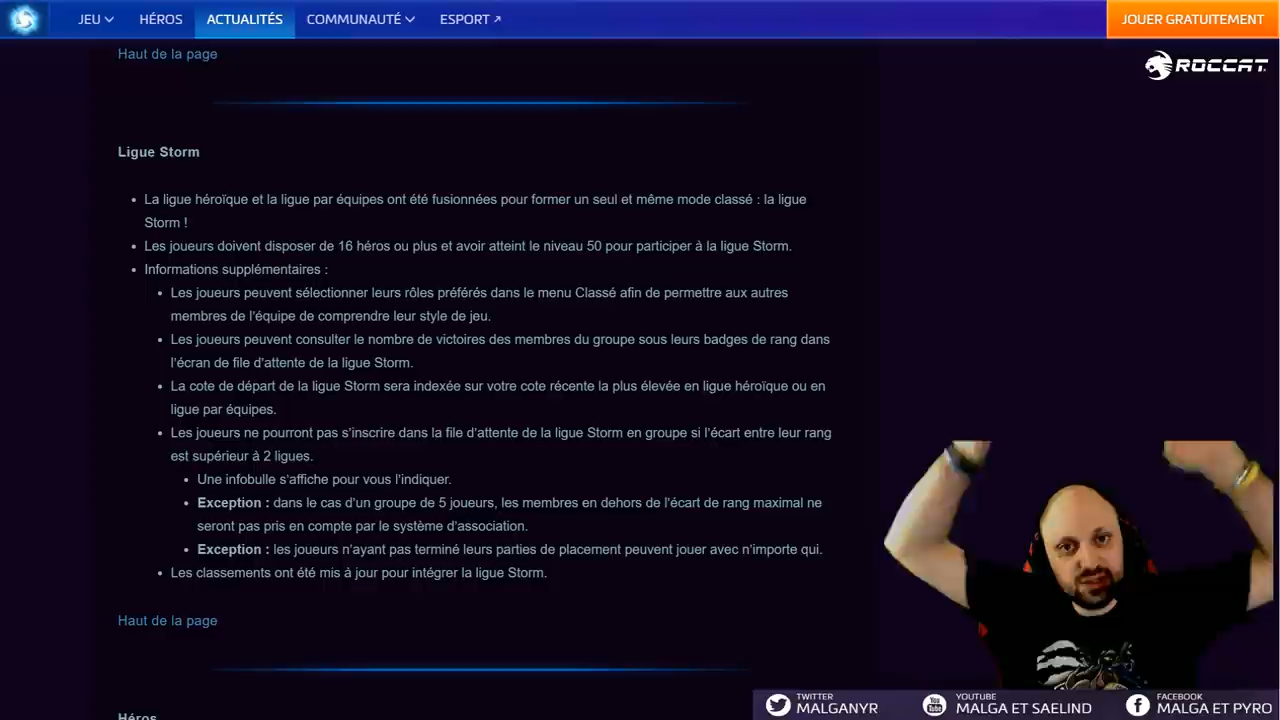 JEU HÉROS ACTUALITÉS COMMUNAUTÉ ESPORT JOUER GRATUITEMENT
Haut de la page
ROCCAT
Ligue Storm
La ligue héroïque et la ligue par équipes ont été fusionnées pour former un seul et même mode classé : la ligue
Storm !
Les joueurs doivent disposer de 16 héros ou plus et avoir atteint le niveau 50 pour participer à la ligue Storm.
Informations supplémentaires :
Les joueurs peuvent sélectionner leurs rôles préférés dans le menu Classé afin de permettre aux autres
membres de l'équipe de comprendre leur style de jeu.
Les joueurs peuvent consulter le nombre de victoires des membres du groupe sous leurs badges de rang dans
l'écran de file d'attente de la ligue Storm.
La cote de départ de la ligue Storm sera indexée sur votre cote récente la plus élevée en ligue héroïque ou en
ligue par équipes.
Les joueurs ne pourront pas s'inscrire dans la file d'attente de la ligue Storm en groupe si l'écart entre leur rang
est supérieur à 2 ligues.
Une infobulle s'affiche pour vous l'indiquer.
Exception : dans le cas d'un groupe de 5 joueurs, les membres en dehors de l'écart de rang maximal ne
seront pas pris en compte par le système d'association.
Exception : les joueurs n'ayant pas terminé leurs parties de placement peuvent jouer avec n'importe qui.
Les classements ont été mis à jour pour intégrer la ligue Storm.
Haut de la page
Héros
TWITTER
MALGANYR
YOUTUBE
MALGA ET SAELIND
FACEBOOK
MALGA ET PYRO